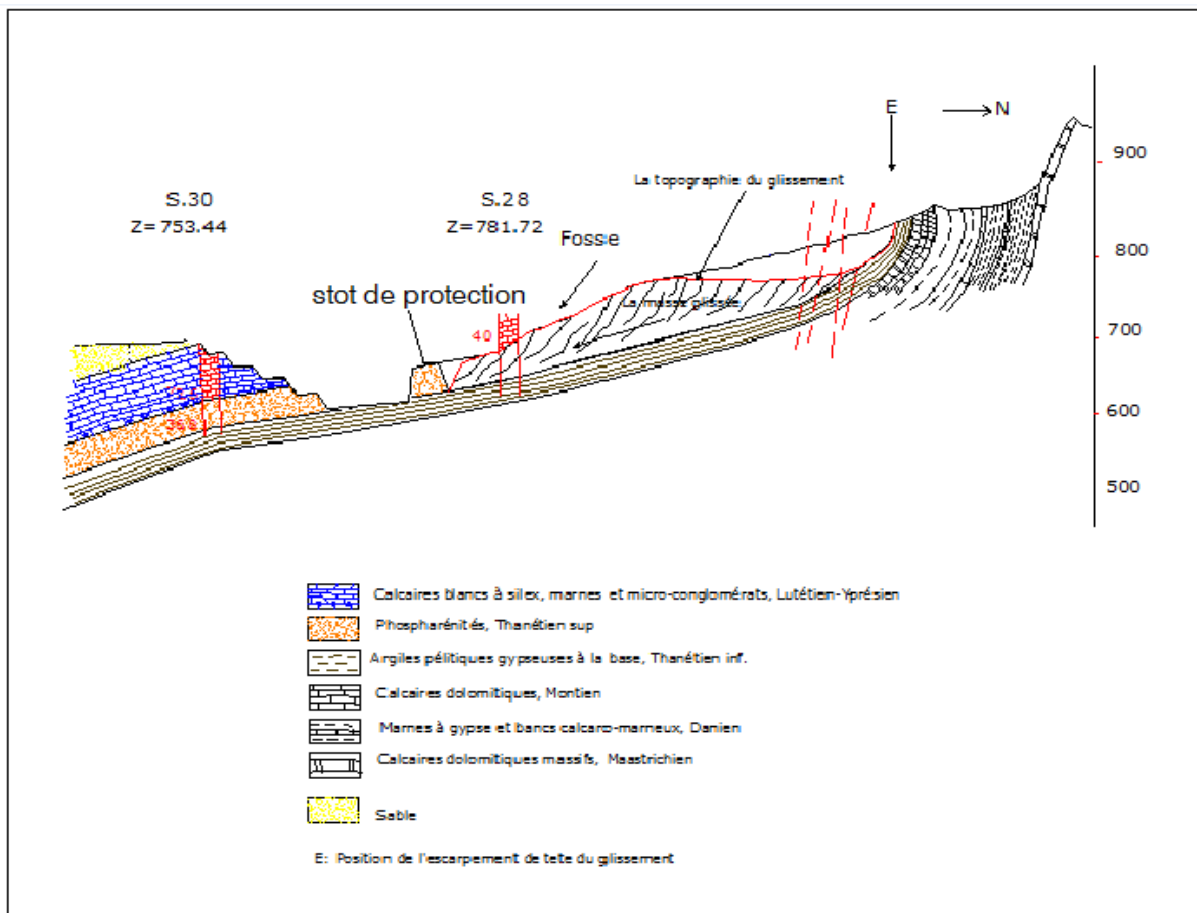 E
N
900
La topographie du glissement
S.30
Z=753.44
S.28
Z=781.72
Fosse
800
stot de protection
La masse glissée
700
40
600
500
Calcaires blancs à silex, marnes et micro-conglomérats, Lutétien-Yprésien
Phospharénités, Thanétien sup
Argiles pélitiques gypseuses à la base, Thanétien inf.
Calcaires dolomitiques, Montien
Marnes à gypse et bancs calcaro-marneux, Danien
Calcaires dolomitiques massifs, Maastrichien
Sable
E: Position de l'escarpement de tete du glissement